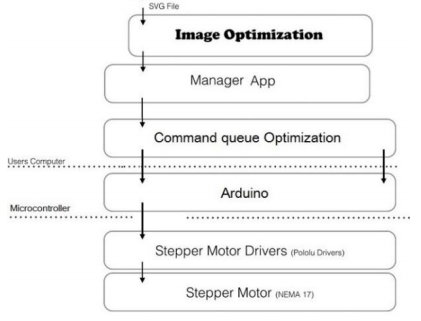 SVG File
Image Optimization
Manager App
Command queue Optimization
Users Computer
Arduino
Microcontroller
Stepper Motor Drivers (Pololu Drivers)
Stepper Motor (NEMA 17)